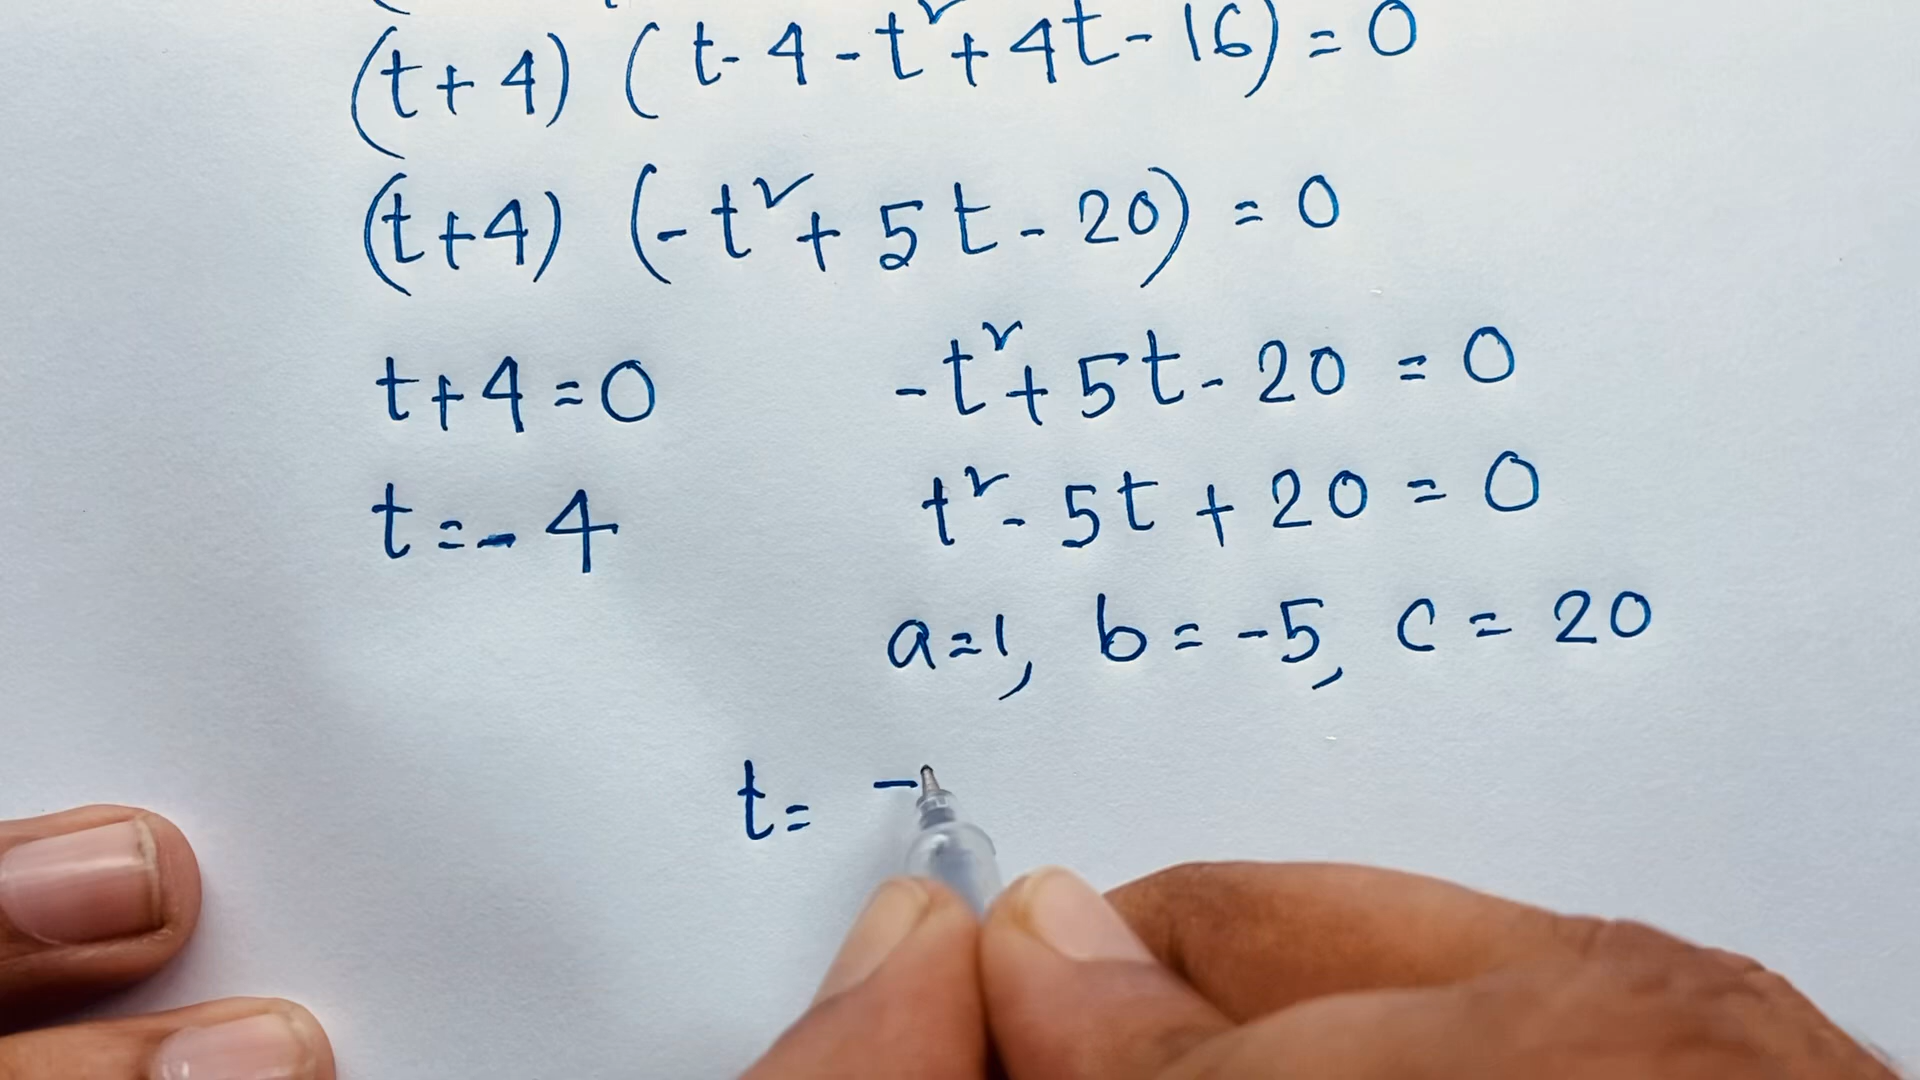 (t+4) (t-4-t²+4t-16)=0
(t+4) (-t²+5t-20)=0
t+4=0
-t²+5t-20=0
t=-4
t²-5t+20=0
a=1, b=-5, c=20
t= -